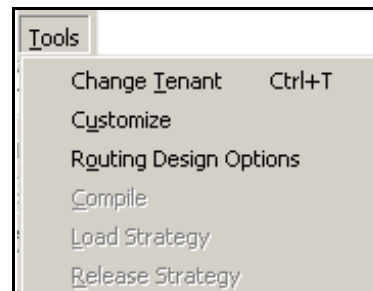 Tools
Change Tenant Ctrl+T
Customize
Routing Design Options
Compile
Load Strategy
Release Strategy